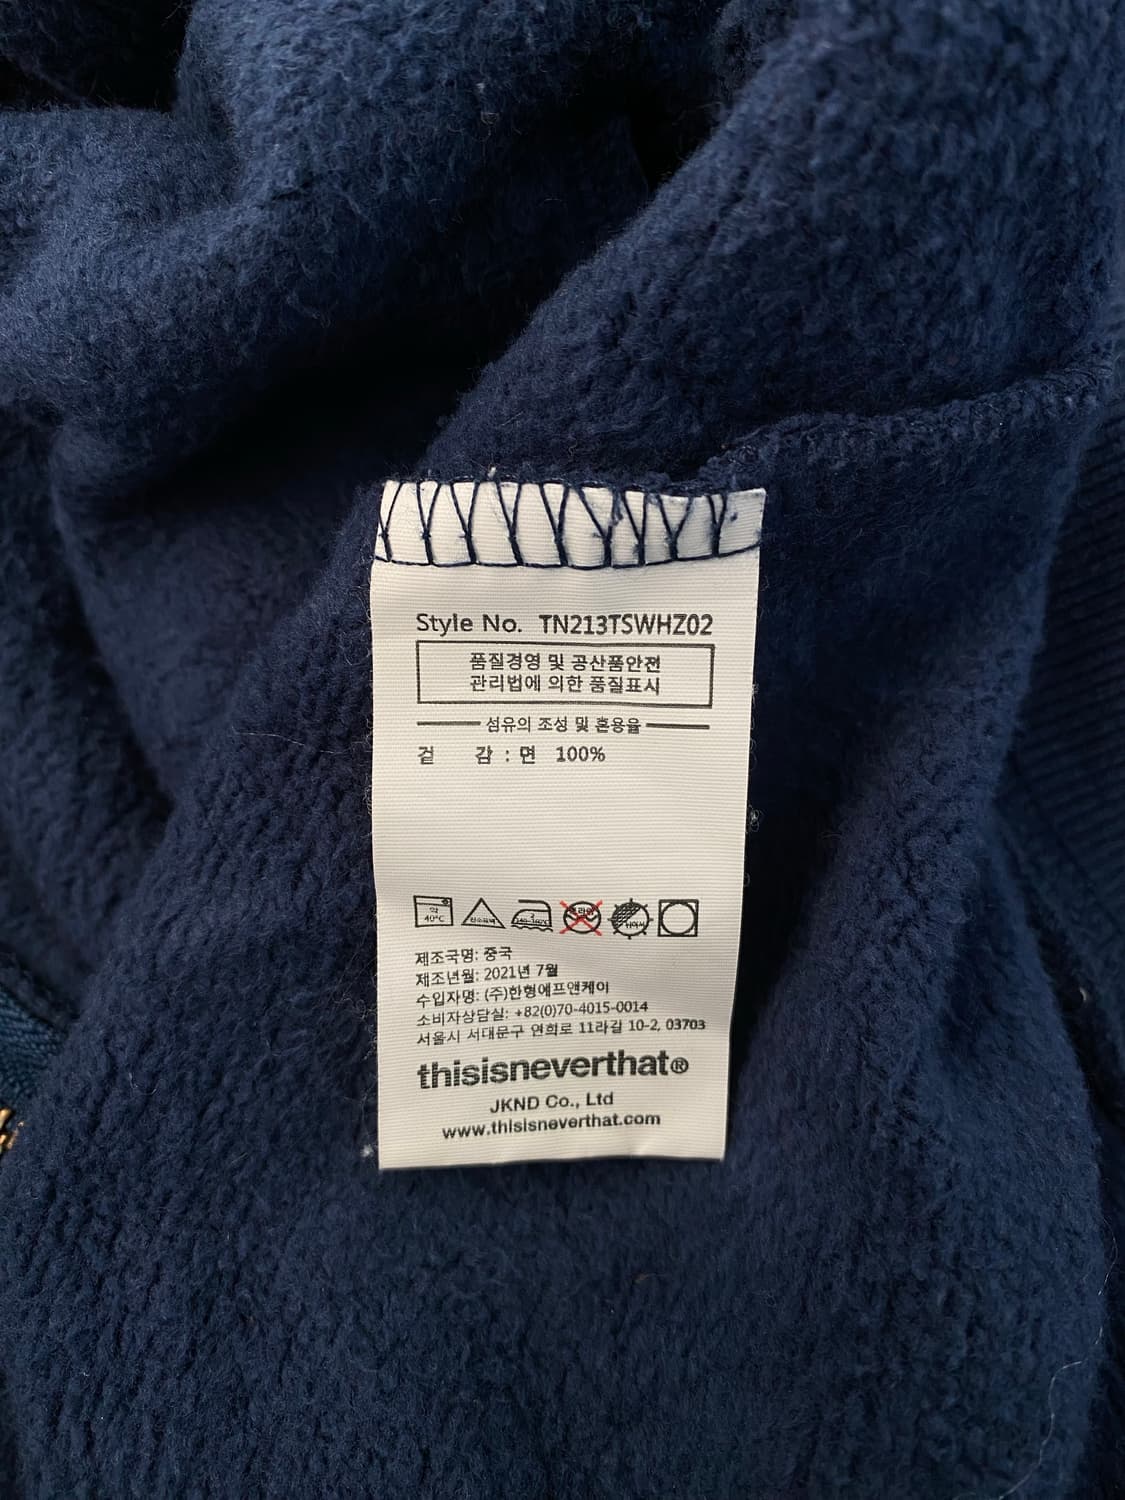 Style No. TN213TSWHZ02
품질경영 및 공산품안전
관리법에 의한 품질표시
섬유의 조성 및 혼용율
겉 감 : 면 100%
약
40°C
제조국명: 중국
제조년월: 2021년 7월
수입자명: (주)한형에프앤케이
소비자상담실: +82(0)70-4015-0014
서울시 서대문구 연희로 11라길 10-2, 03703
thisisneverthat®
JKND Co., Ltd
www.thisisneverthat.com